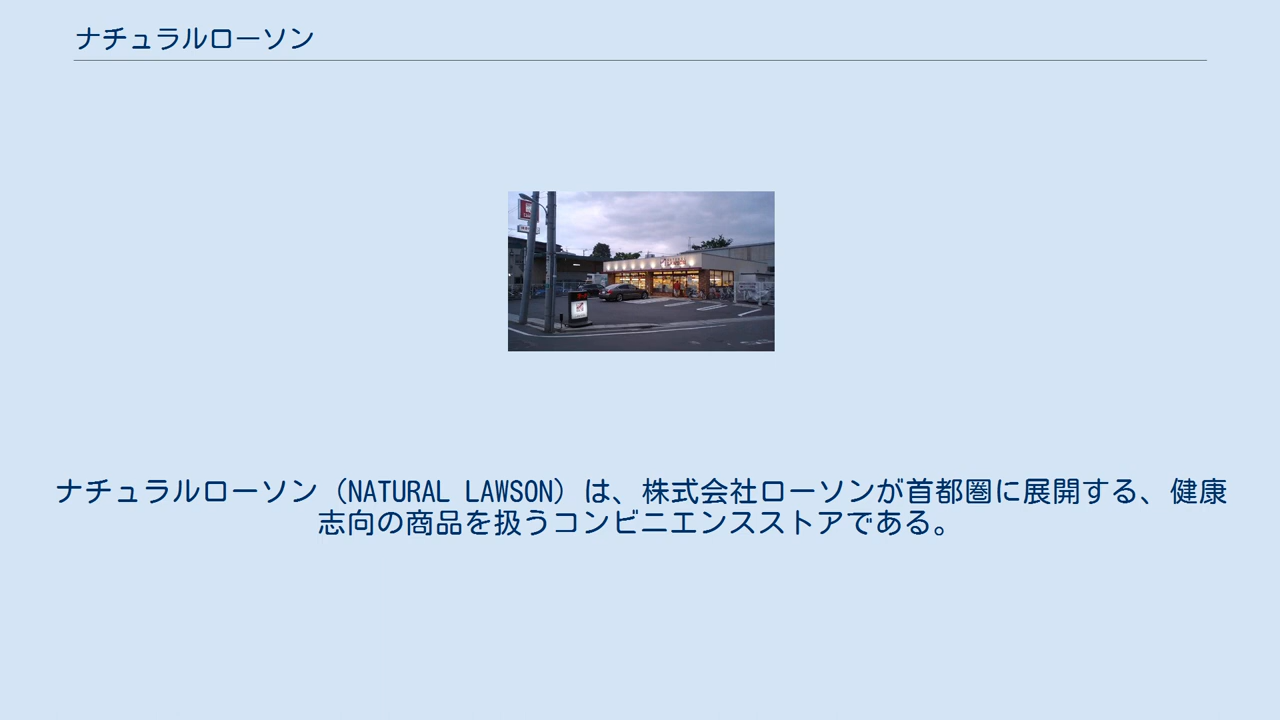 ナチュラルローソン
ナチュラルローソン（NATURAL LAWSON）は、株式会社ローソンが首都圏に展開する、健康
志向の商品を扱うコンビニエンスストアである。